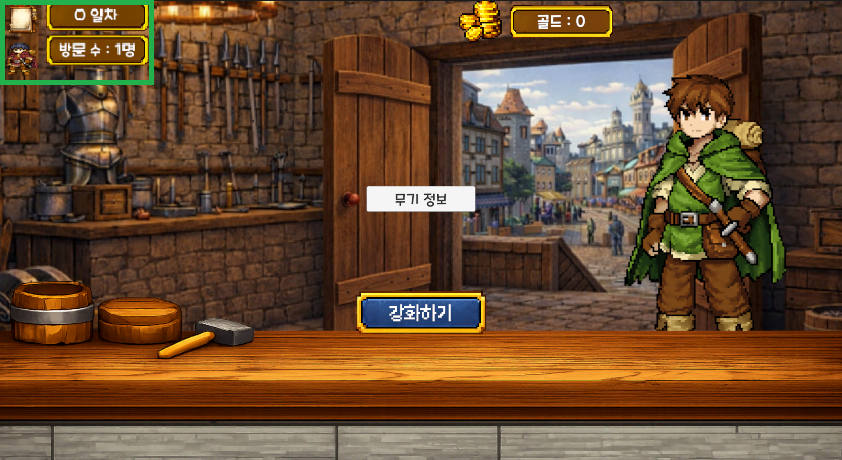 0 일차
방문 수 : 1명
골드 : 0
무기 정보
강화하기